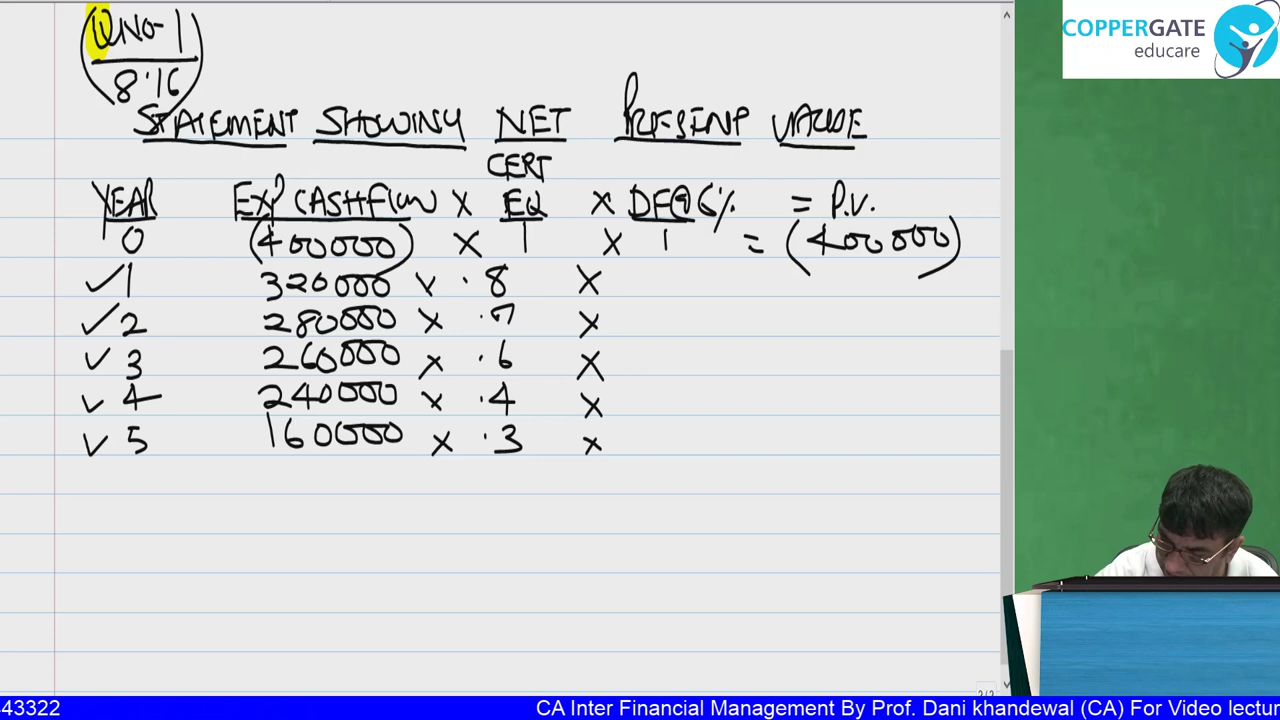 QNo-1
8.16
COPPERGATE
educare
STATEMENT SHOWING NET PRESENT VALUE
YEAR EXP CASHFlow × CERT EQ × DF@6% = P.V.
0 (400000) × 1 × 1 = (400000)
✓1 320000 × .8 ×
✓2 280000 × .7 ×
✓3 260000 × .6 ×
✓4 240000 × .4 ×
✓5 160000 × .3 ×
43322 CA Inter Financial Management By Prof. Dani khandewal (CA) For Video lectur